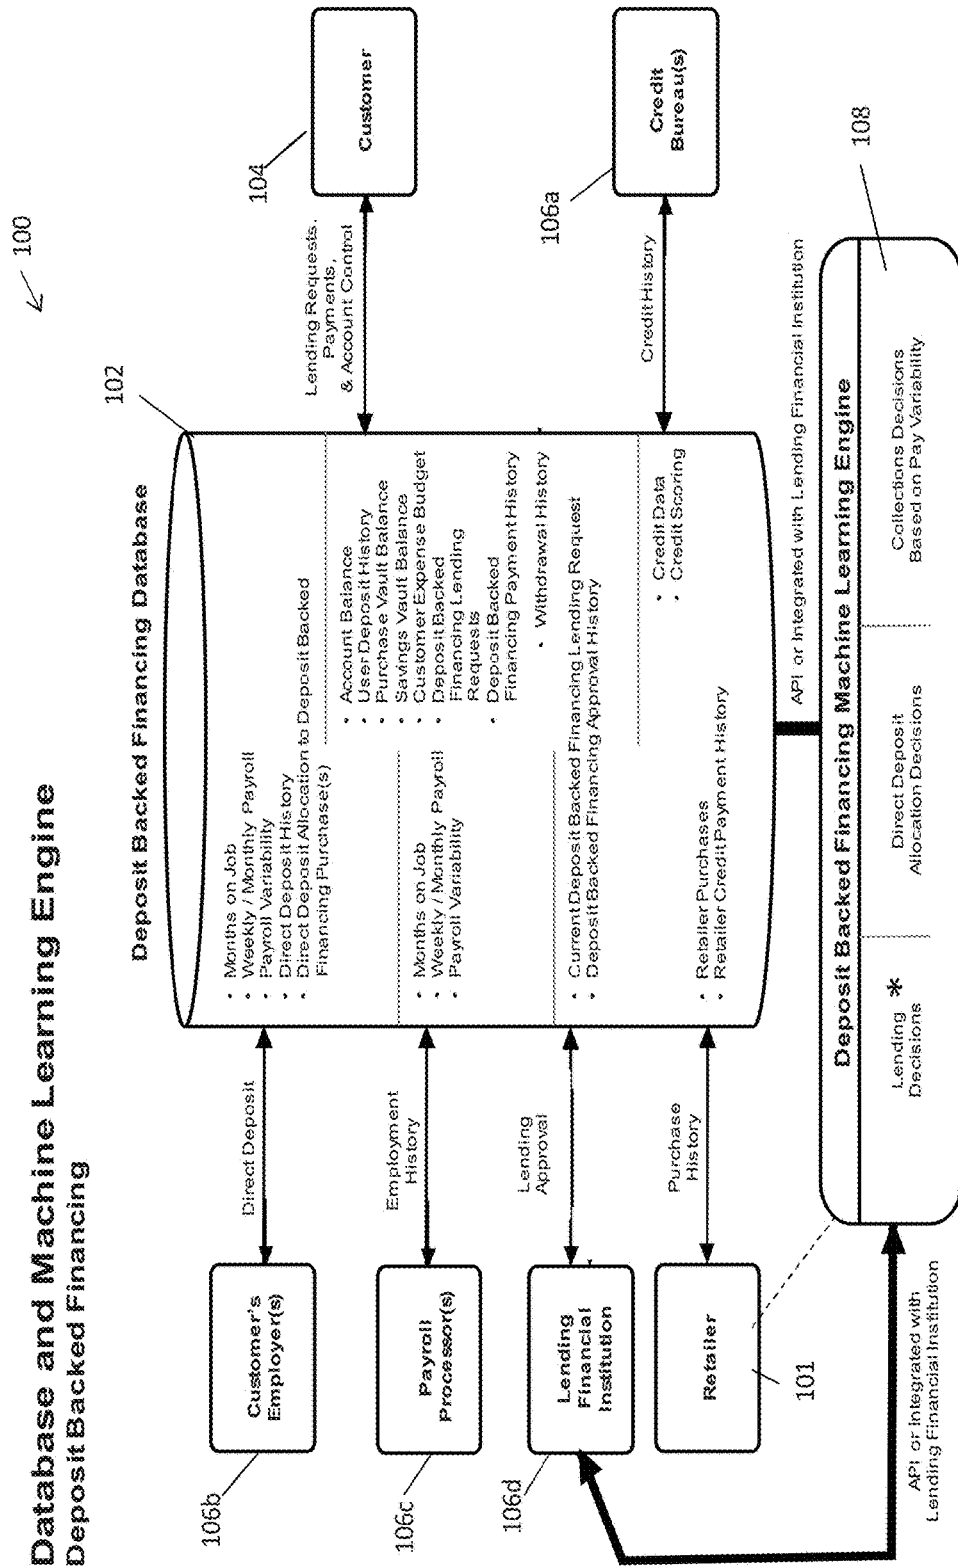 Database and Machine Learning Engine
Deposit Backed Financing
100
Deposit Backed Financing Database
102
Customer's
Employer(s)
106b
Direct Deposit
• Months on Job
• Weekly / Monthly Payroll
• Payroll Variability
• Direct Deposit History
• Direct Deposit Allocation to Deposit Backed
Financing Purchase(s)
Payroll
Processor(s)
106c
Employment
History
• Months on Job
• Weekly / Monthly Payroll
• Payroll Variability
• Account Balance
• User Deposit History
• Purchase Vault Balance
• Savings Vault Balance
• Customer Expense Budget
• Deposit Backed
Financing Lending
Requests
• Deposit Backed
Financing Payment History
• Withdrawal History
Lending Requests,
Payments,
& Account Control
Customer
104
Lending
Financial
Institution
106d
Lending
Approval
• Current Deposit Backed Financing Lending Request
• Deposit Backed Financing Approval History
Retailer
101
Purchase
History
• Retailer Purchases
• Retailer Credit Payment History
• Credit Data
• Credit Scoring
Credit History
Credit
Bureau(s)
106a
API or Integrated with Lending Financial Institution
Deposit Backed Financing Machine Learning Engine
108
Lending *
Decisions
Direct Deposit
Allocation Decisions
Collections Decisions
Based on Pay Variability
API or Integrated with
Lending Financial Institution